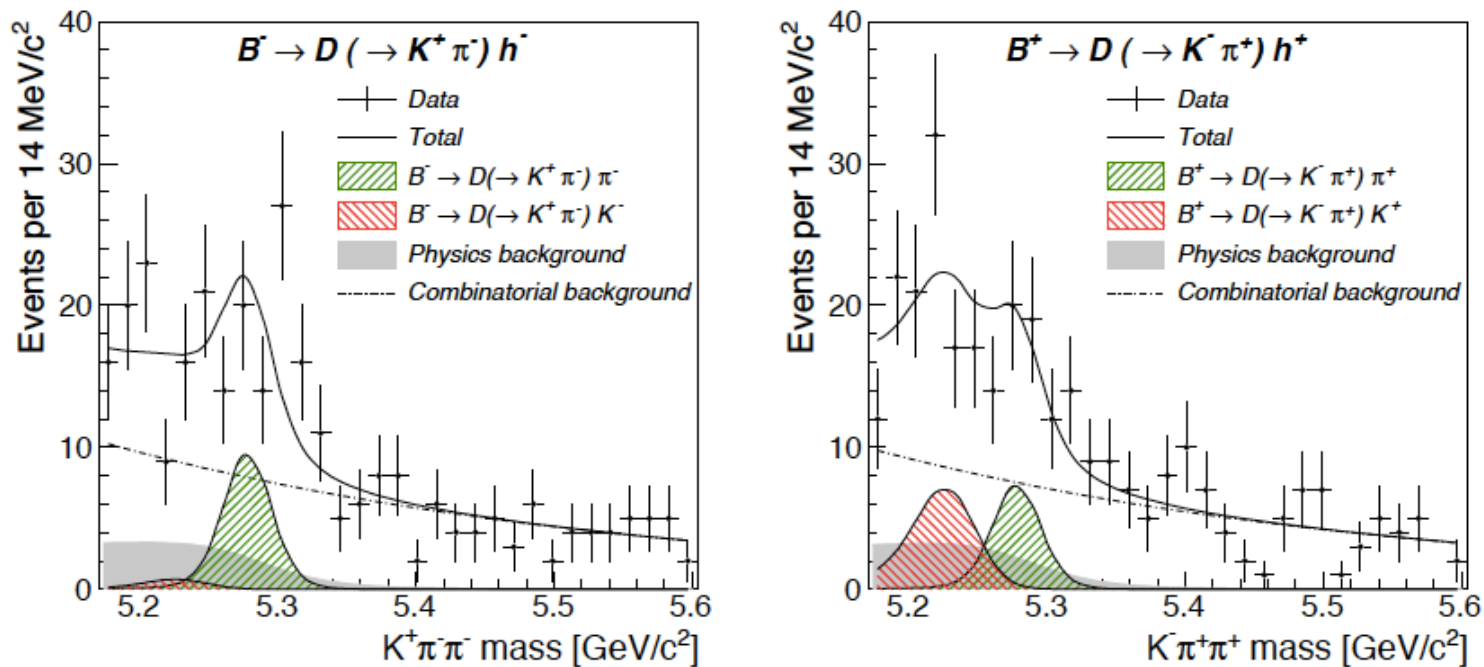 B⁻ → D (→ K⁺ π⁻) h⁻
Data
Total
B⁻ → D(→ K⁺ π⁻) π⁻
B⁻ → D(→ K⁺ π⁻) K⁻
Physics background
Combinatorial background
Events per 14 MeV/c²
40
30
20
10
0
5.2
5.3
5.4
5.5
5.6
K⁺π⁻π⁻ mass [GeV/c²]
B⁺ → D (→ K⁻ π⁺) h⁺
Data
Total
B⁺ → D(→ K⁻ π⁺) π⁺
B⁺ → D(→ K⁻ π⁺) K⁺
Physics background
Combinatorial background
Events per 14 MeV/c²
40
30
20
10
0
5.2
5.3
5.4
5.5
5.6
K⁻π⁺π⁺ mass [GeV/c²]